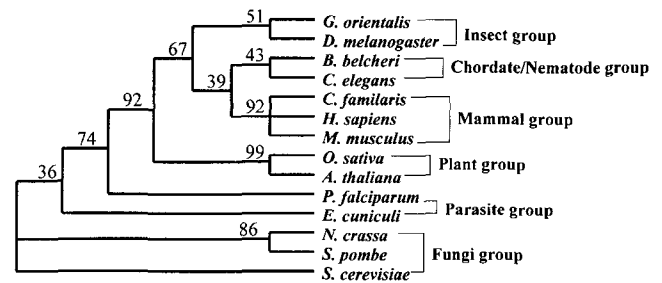 51 G. orientalis
D. melanogaster Insect group
67
43 B. belcheri
C. elegans Chordate/Nematode group
39
92 C. familaris
H. sapiens Mammal group
M. musculus
92
99 O. sativa
A. thaliana Plant group
74
P. falciparum
E. cuniculi Parasite group
36
86 N. crassa
S. pombe Fungi group
S. cerevisiae